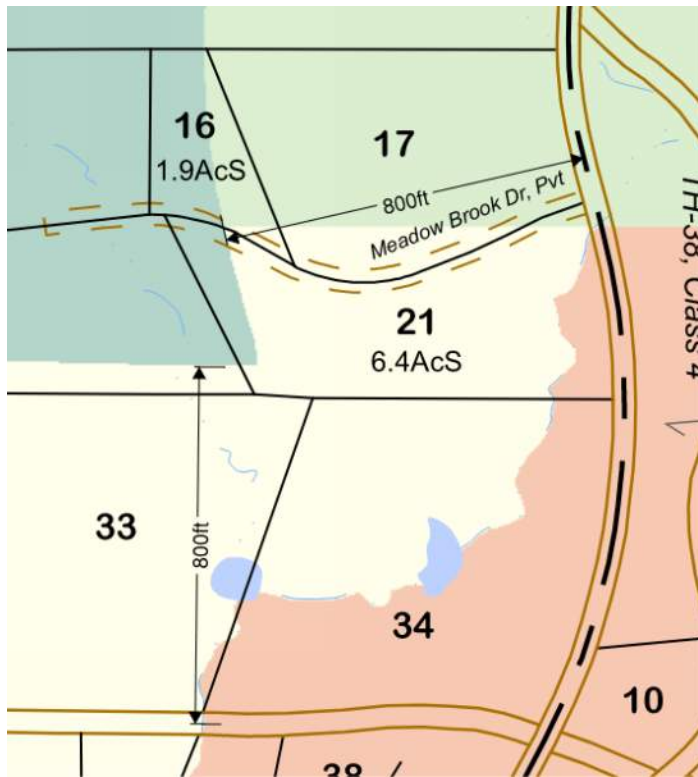 16
1.9AcS
17
800ft
Meadow Brook Dr, Pvt
TH-38, Class 4
21
6.4AcS
33
800ft
34
10
38